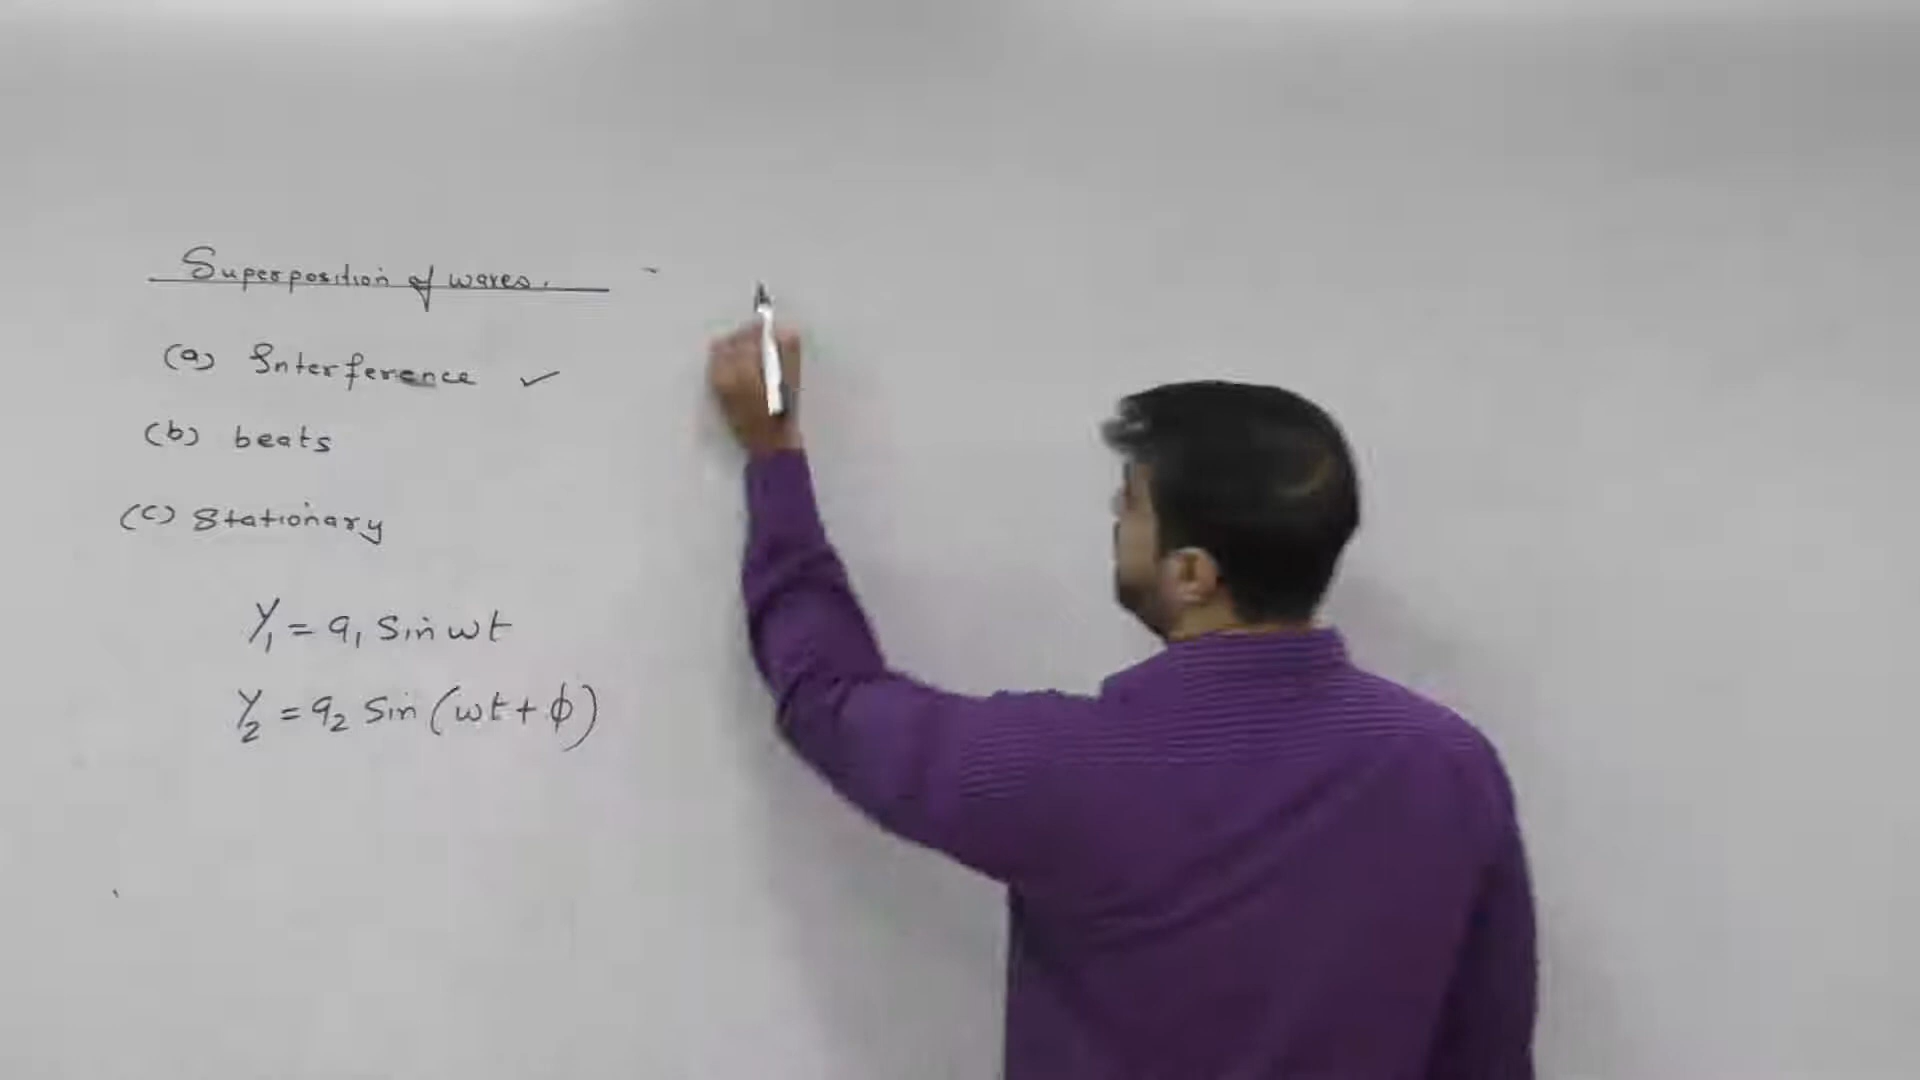 Superposition of waves.
(a) Interference ✓
(b) beats
(c) Stationary
y₁ = a₁ sin ωt
y₂ = a₂ sin (ωt + φ)